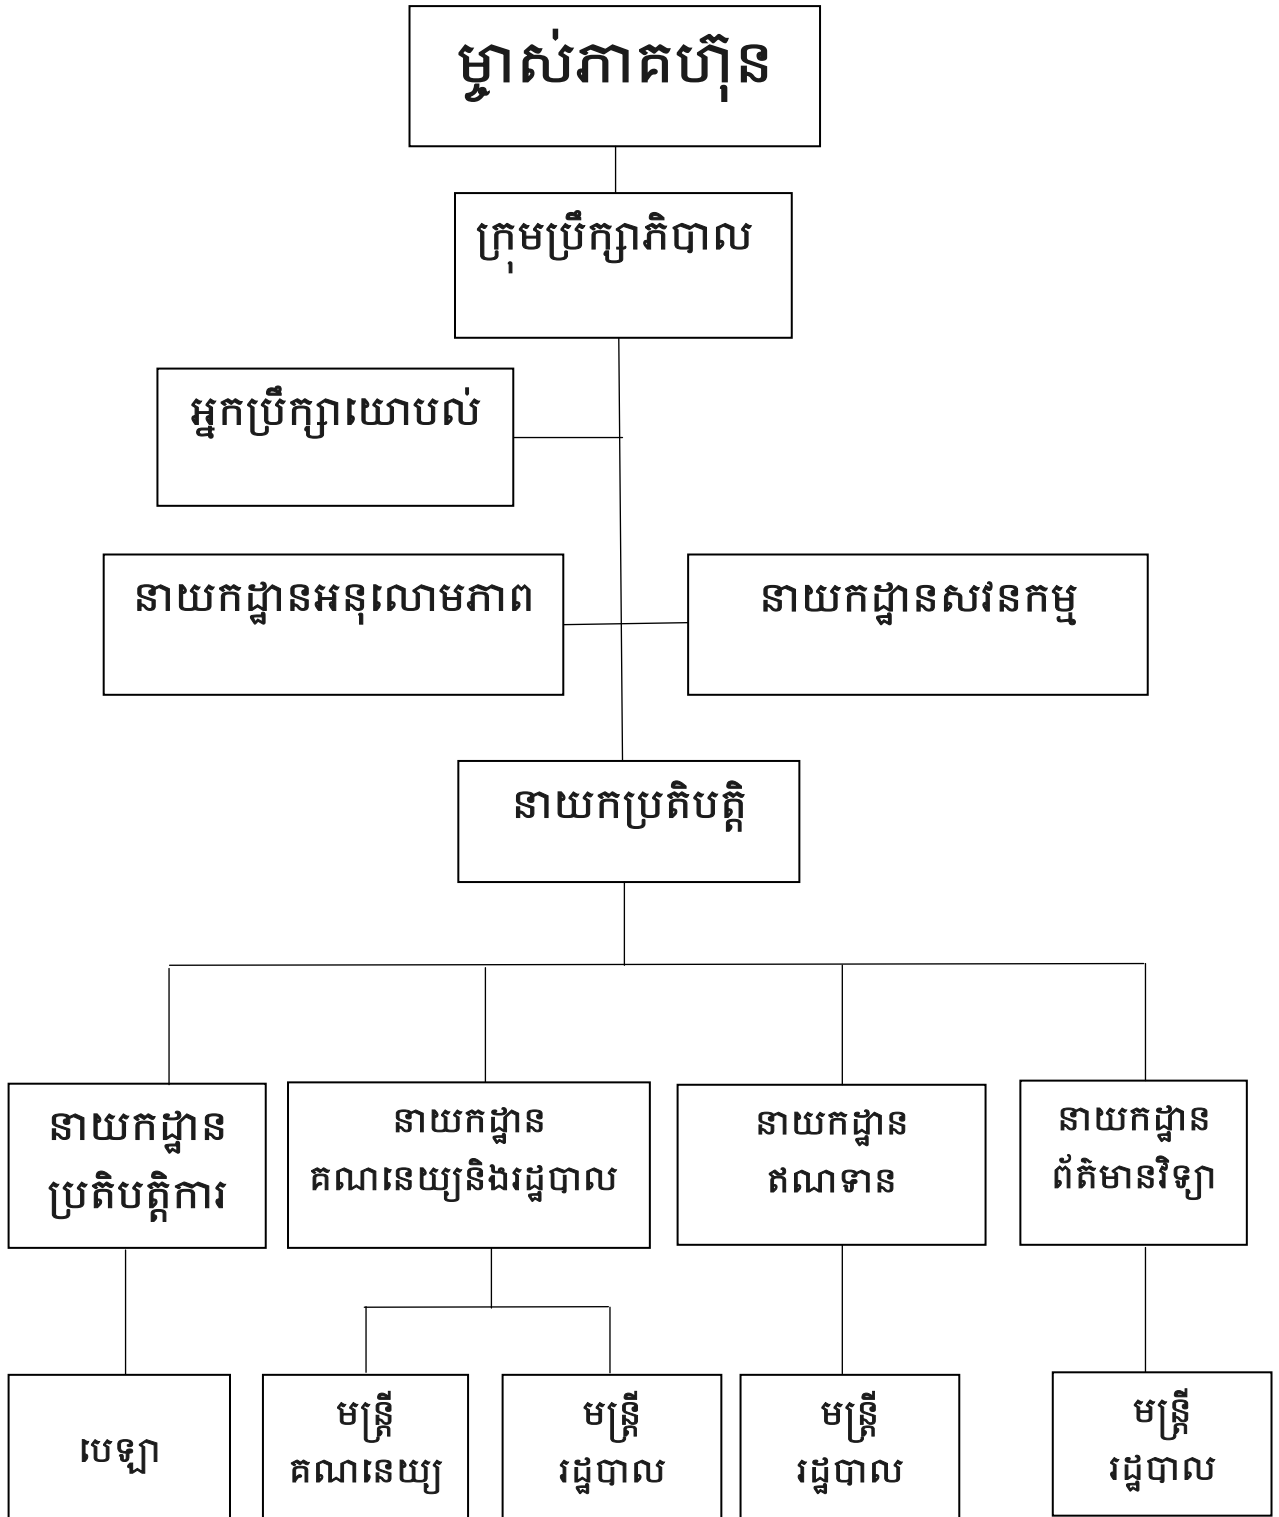 ម្ចាស់ភាគហ៊ុន
ក្រុមប្រឹក្សាភិបាល
អ្នកប្រឹក្សាយោបល់
នាយកដ្ឋានអនុលោមភាព
នាយកដ្ឋានសវនកម្ម
នាយកប្រតិបត្តិ
នាយកដ្ឋាន
ប្រតិបត្តិការ
នាយកដ្ឋាន
គណនេយ្យនិងរដ្ឋបាល
នាយកដ្ឋាន
ឥណទាន
នាយកដ្ឋាន
ព័ត៌មានវិទ្យា
បេឡា
មន្ត្រី
គណនេយ្យ
មន្ត្រី
រដ្ឋបាល
មន្ត្រី
រដ្ឋបាល
មន្ត្រី
រដ្ឋបាល